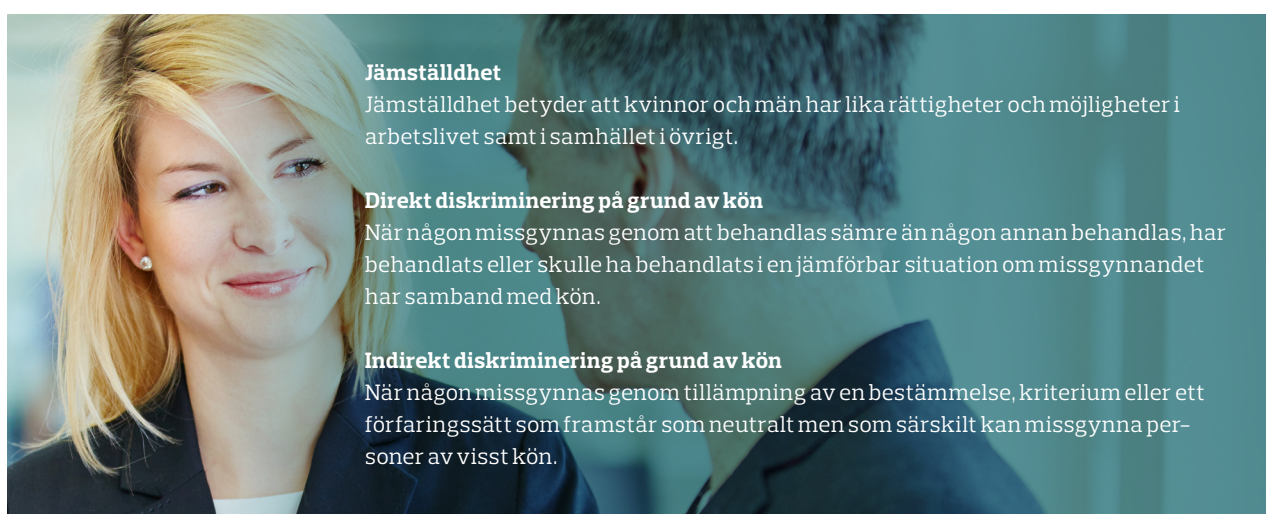 Jämställdhet
Jämställdhet betyder att kvinnor och män har lika rättigheter och möjligheter i
arbetslivet samt i samhället i övrigt.
Direkt diskriminering på grund av kön
När någon missgynnas genom att behandlas sämre än någon annan behandlas, har
behandlats eller skulle ha behandlats i en jämförbar situation om missgynnandet
har samband med kön.
Indirekt diskriminering på grund av kön
När någon missgynnas genom tillämpning av en bestämmelse, kriterium eller ett
förfaringssätt som framstår som neutralt men som särskilt kan missgynna per-
soner av visst kön.